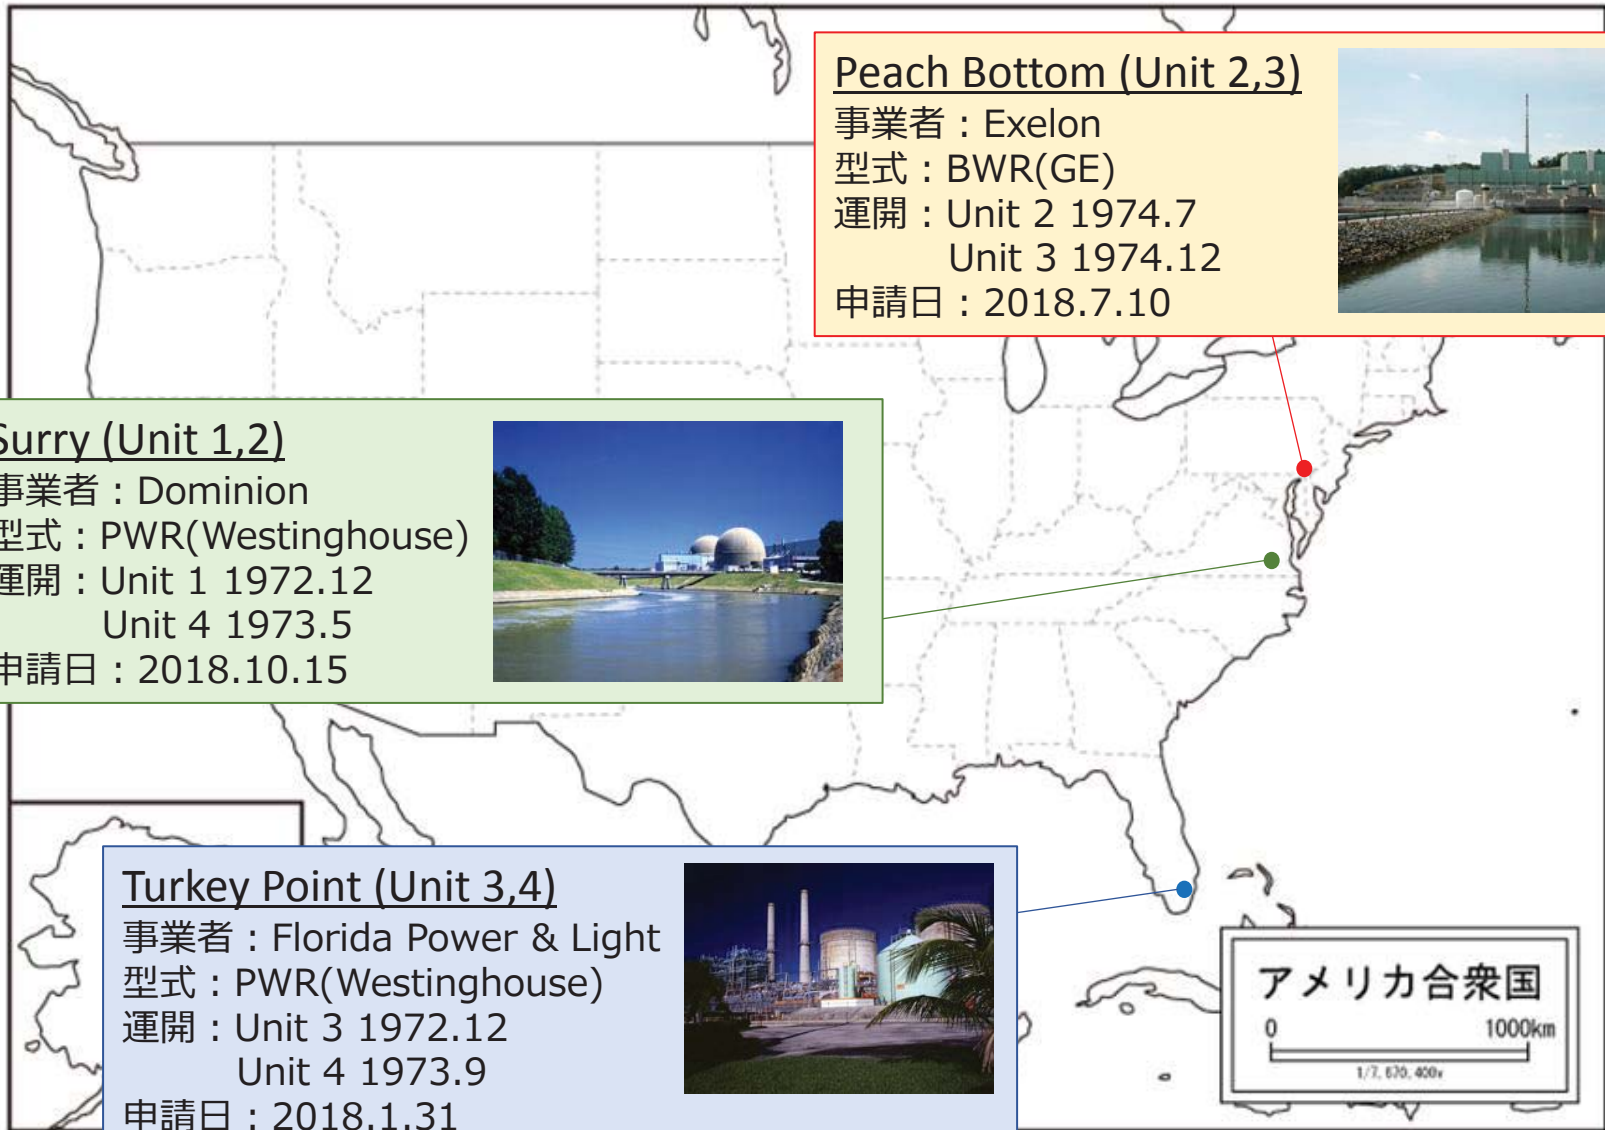 Peach Bottom (Unit 2,3)
事業者：Exelon
型式：BWR(GE)
運開：Unit 2 1974.7
Unit 3 1974.12
申請日：2018.7.10
Surry (Unit 1,2)
事業者：Dominion
型式：PWR(Westinghouse)
運開：Unit 1 1972.12
Unit 4 1973.5
申請日：2018.10.15
Turkey Point (Unit 3,4)
事業者：Florida Power & Light
型式：PWR(Westinghouse)
運開：Unit 3 1972.12
Unit 4 1973.9
申請日：2018.1.31
アメリカ合衆国
0 1000km